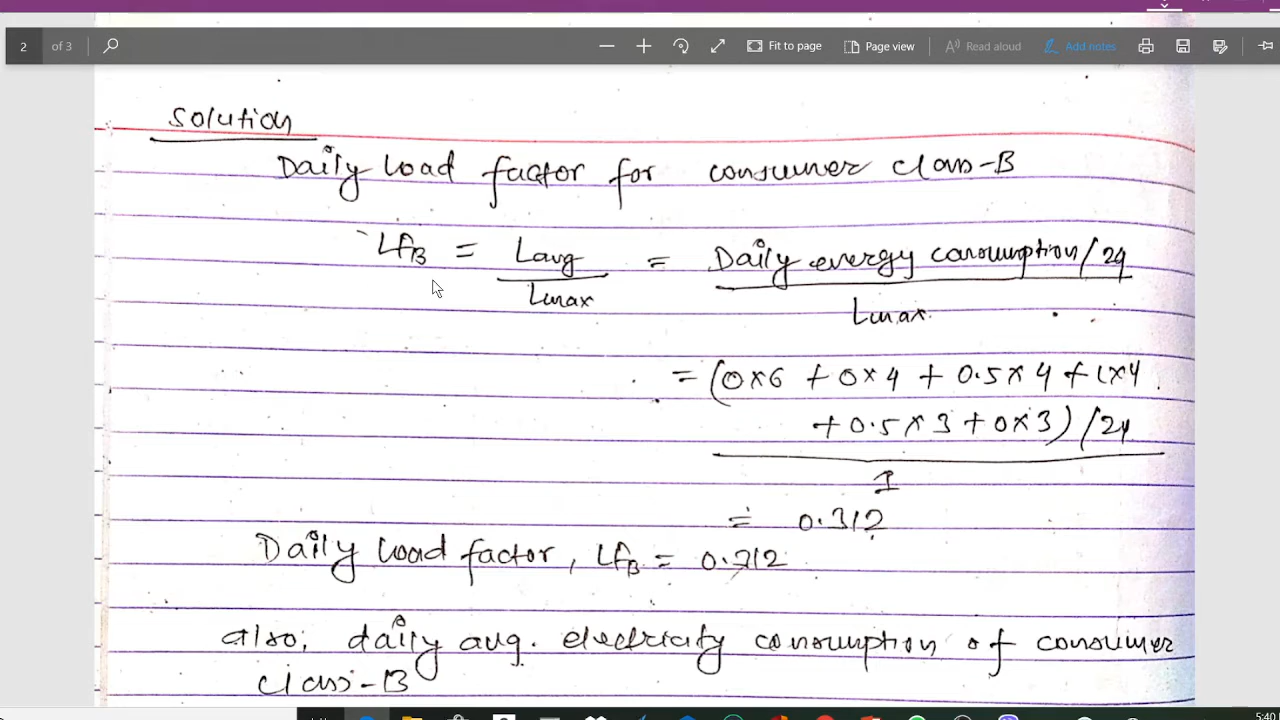 2 of 3 Fit to page Page view Read aloud Add notes
Solution
Daily Load factor for consumer class-B
LfB = Lavg / Lmax = Daily energy consumption/24 / Lmax
= (0×6 + 0×4 + 0.5×4 + 1×4
+ 0.5×3 + 0×3) /24
1
= 0.312
Daily load factor, LfB = 0.312
also, daily avg. electricity consumption of consumer
class-B
5:40